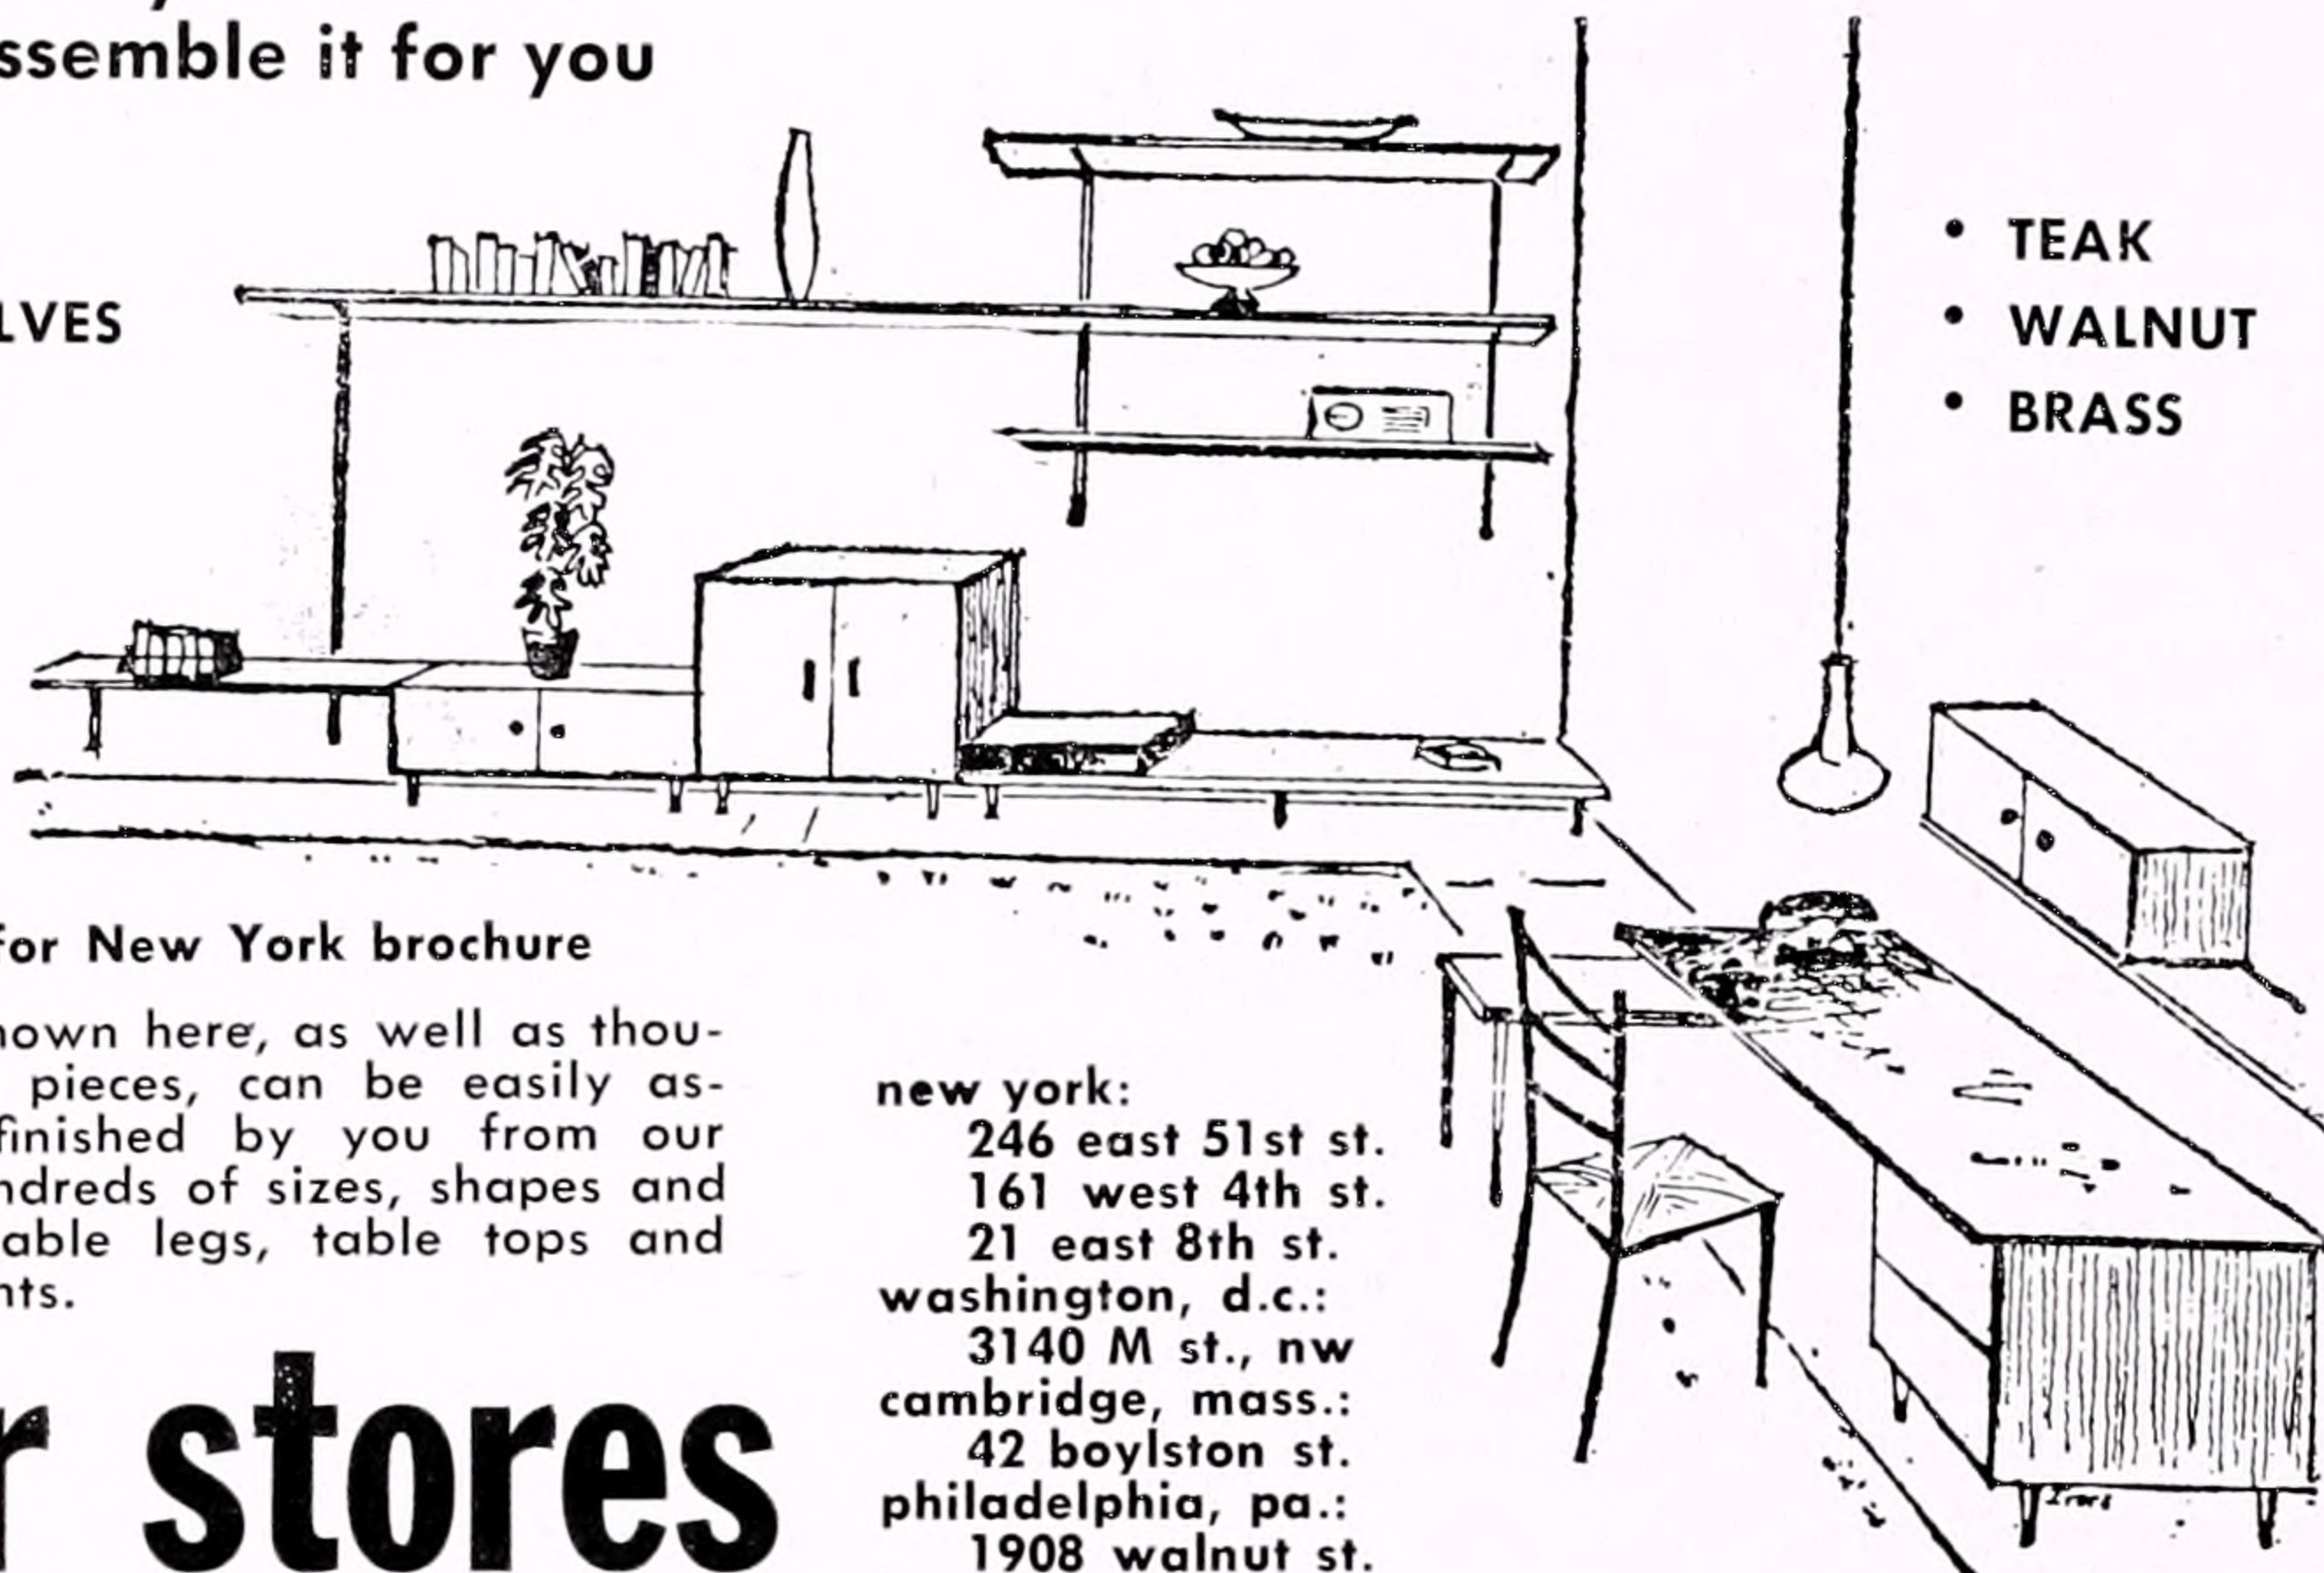 ssemble it for you
LVES
• TEAK
• WALNUT
• BRASS
for New York brochure
hown here, as well as thou-
pieces, can be easily as-
finished by you from our
ndreds of sizes, shapes and
able legs, table tops and
nts.
r stores
new york:
246 east 51st st.
161 west 4th st.
21 east 8th st.
washington, d.c.:
3140 M st., nw
cambridge, mass.:
42 boylston st.
philadelphia, pa.:
1908 walnut st.